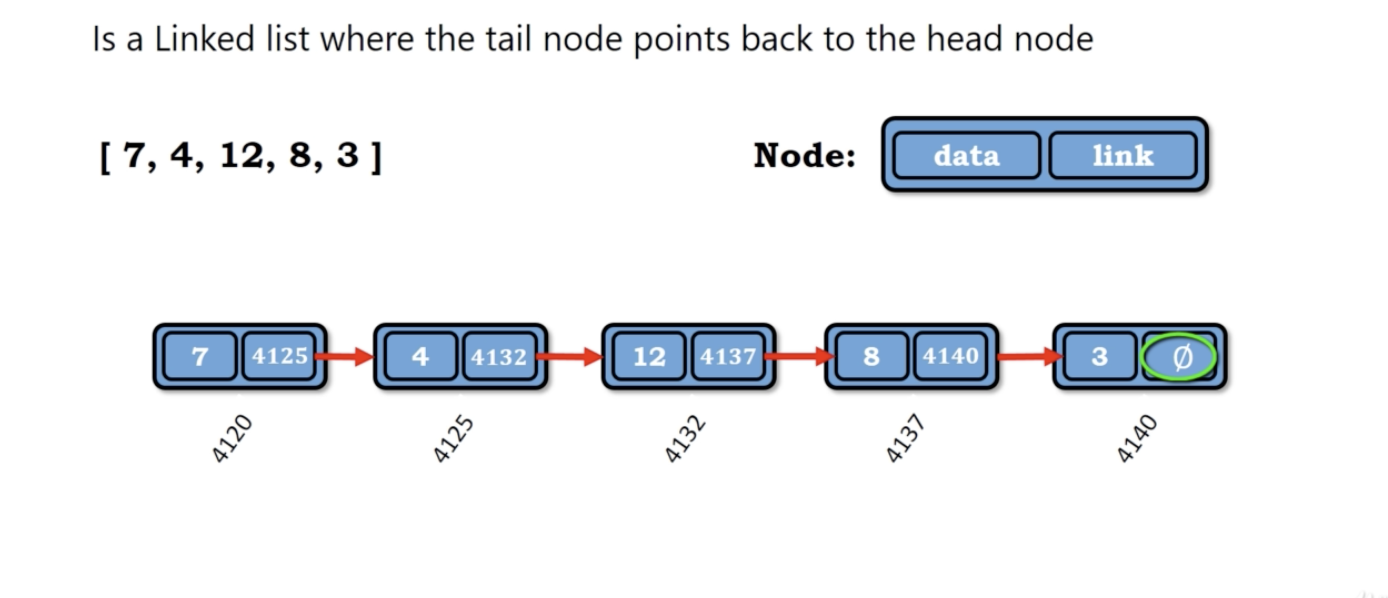 Is a Linked list where the tail node points back to the head node
[ 7, 4, 12, 8, 3 ]
Node: data link
7 4125 4 4132 12 4137 8 4140 3 Ø
4120 4125 4132 4137 4140